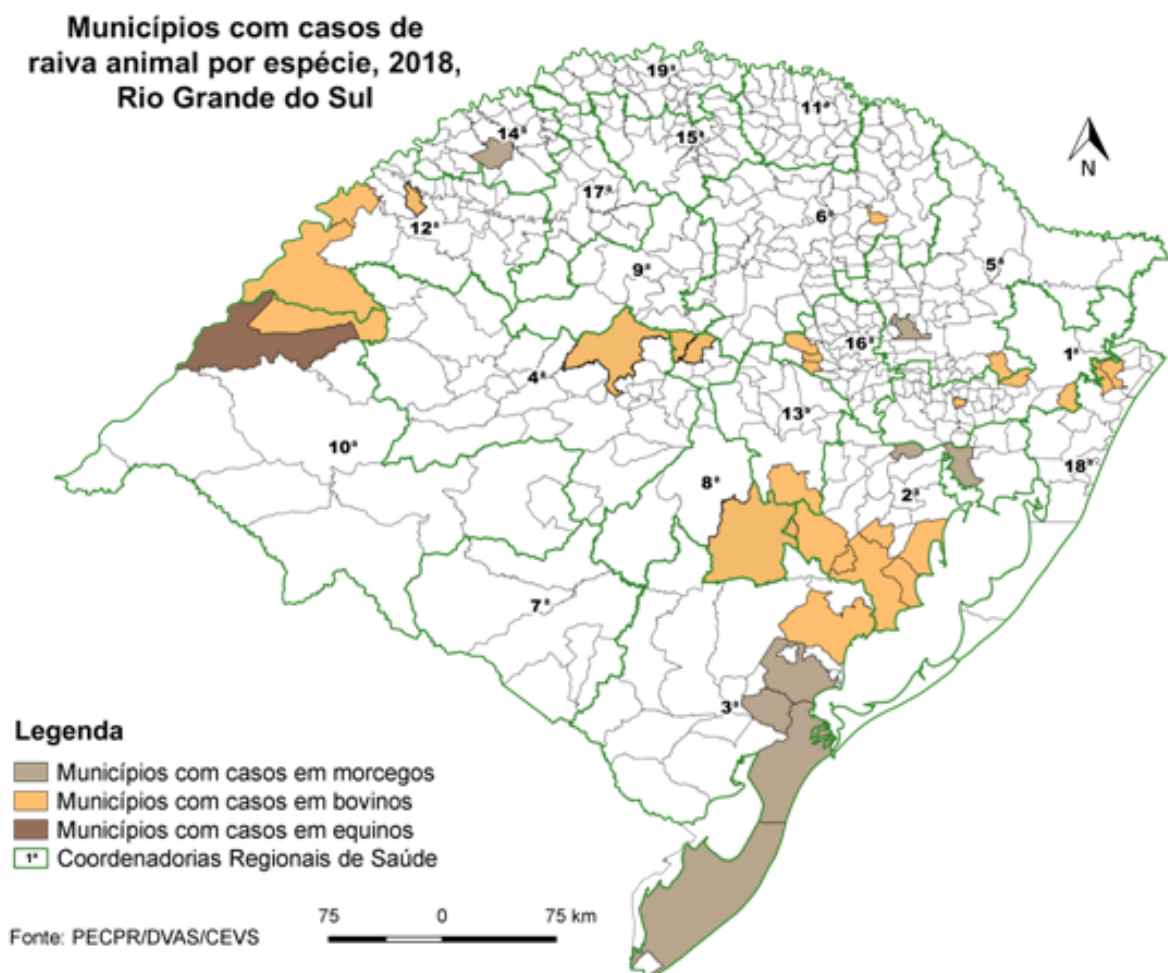 Municípios com casos de
raiva animal por espécie, 2018,
Rio Grande do Sul
19ª
11ª
14ª
15ª
N
17ª
6ª
12ª
5ª
9ª
16ª
1ª
4ª
13ª
10ª
18ª
8ª
2ª
7ª
3ª
Legenda
Municípios com casos em morcegos
Municípios com casos em bovinos
Municípios com casos em equinos
1ª Coordenadorias Regionais de Saúde
75 0 75 km
Fonte: PECPR/DVAS/CEVS